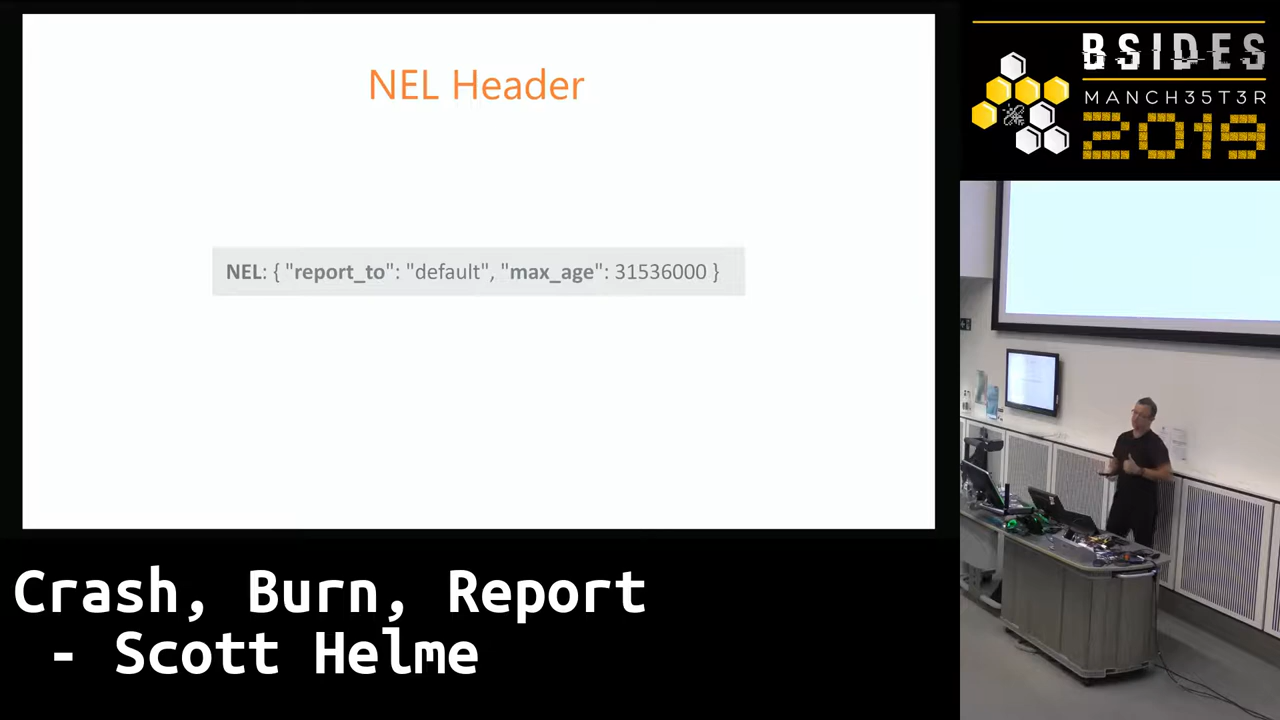 NEL Header
NEL: { "report_to": "default", "max_age": 31536000 }
BSIDES
MANCH35T3R
2019
Crash, Burn, Report
- Scott Helme